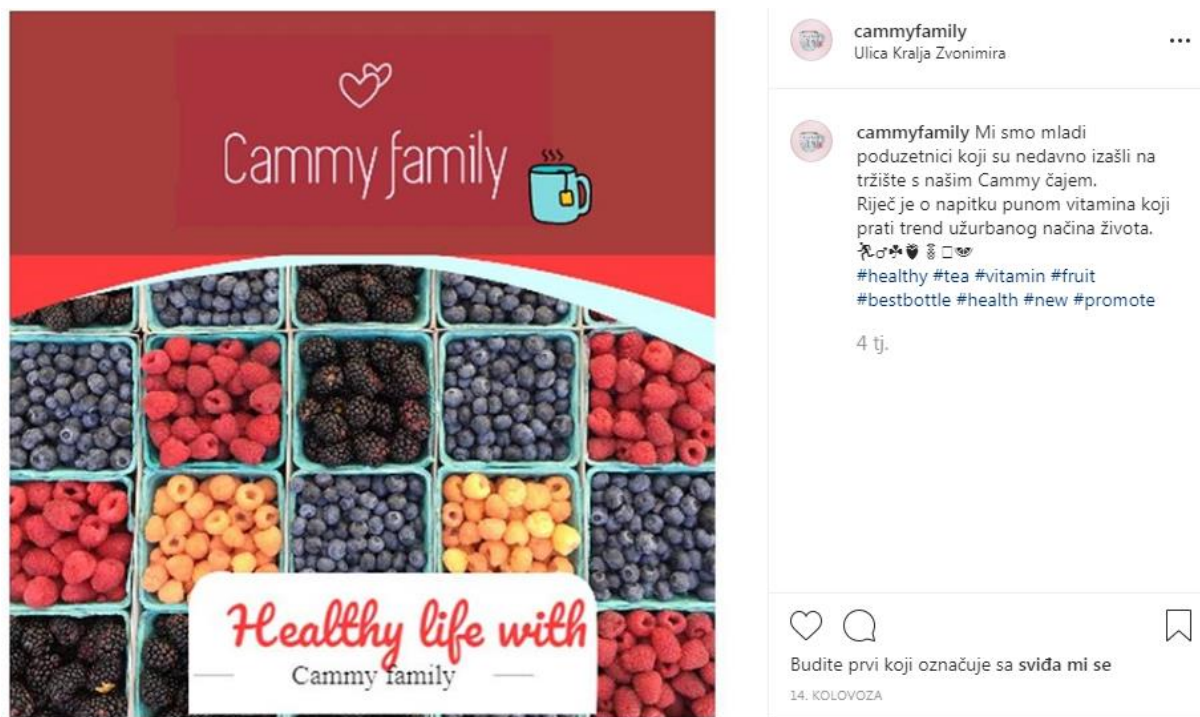 Cammy family
Healthy life with
Cammy family
cammyfamily
Ulica Kralja Zvonimira
cammyfamily Mi smo mladi
poduzetnici koji su nedavno izašli na
tržište s našim Cammy čajem.
Riječ je o napitku punom vitamina koji
prati trend užurbanog načina života.
#healthy #tea #vitamin #fruit
#bestbottle #health #new #promote
4 tj.
Budite prvi koji označuje sa sviđa mi se
14. KOLOVOZA